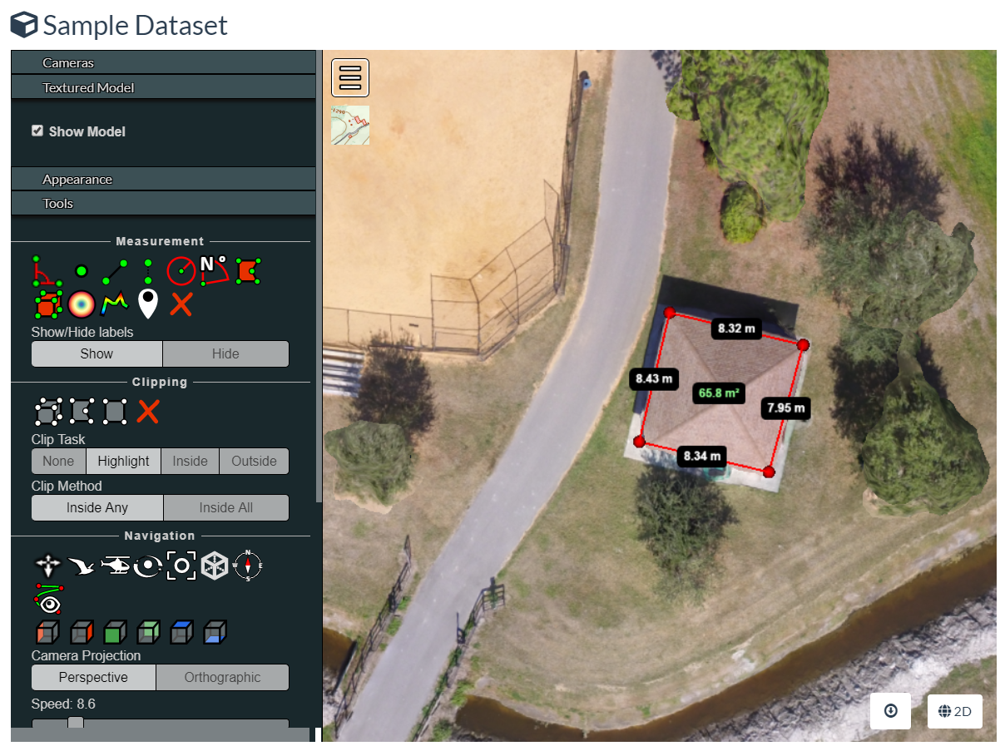 Sample Dataset
Cameras
Textured Model
Show Model
Appearance
Tools
Measurement
N°
Show/Hide labels
Show Hide
Clipping
Clip Task
None Highlight Inside Outside
Clip Method
Inside Any Inside All
Navigation
N
W E
S
Camera Projection
Perspective Orthographic
Speed: 8.6
8.32 m
8.43 m
65.8 m²
7.95 m
8.34 m
2D